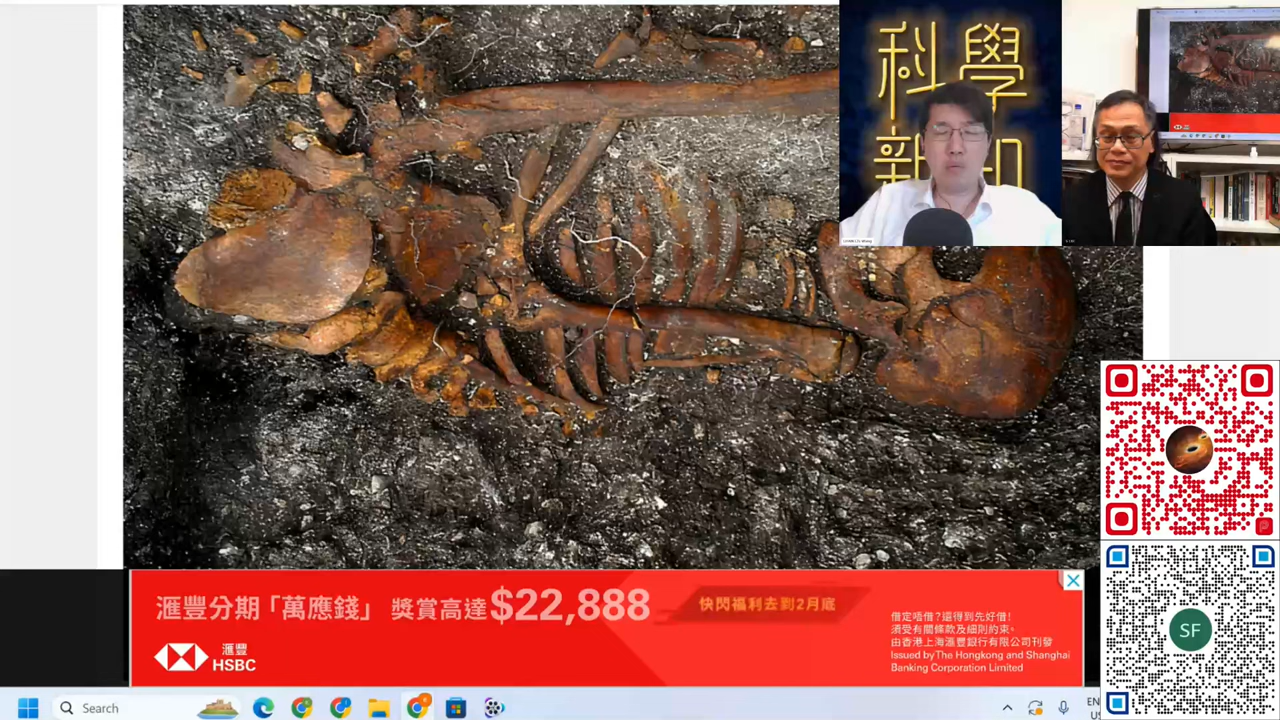 科學
新知
滙豐分期「萬應錢」 獎賞高達$22,888
快閃福利去到2月底
借定唔借?還得到先好借!
須受有關條款及細則約束。
由香港上海滙豐銀行有限公司刊發
Issued by The Hongkong and Shanghai
Banking Corporation Limited
滙豐
HSBC
SF
Search
EN